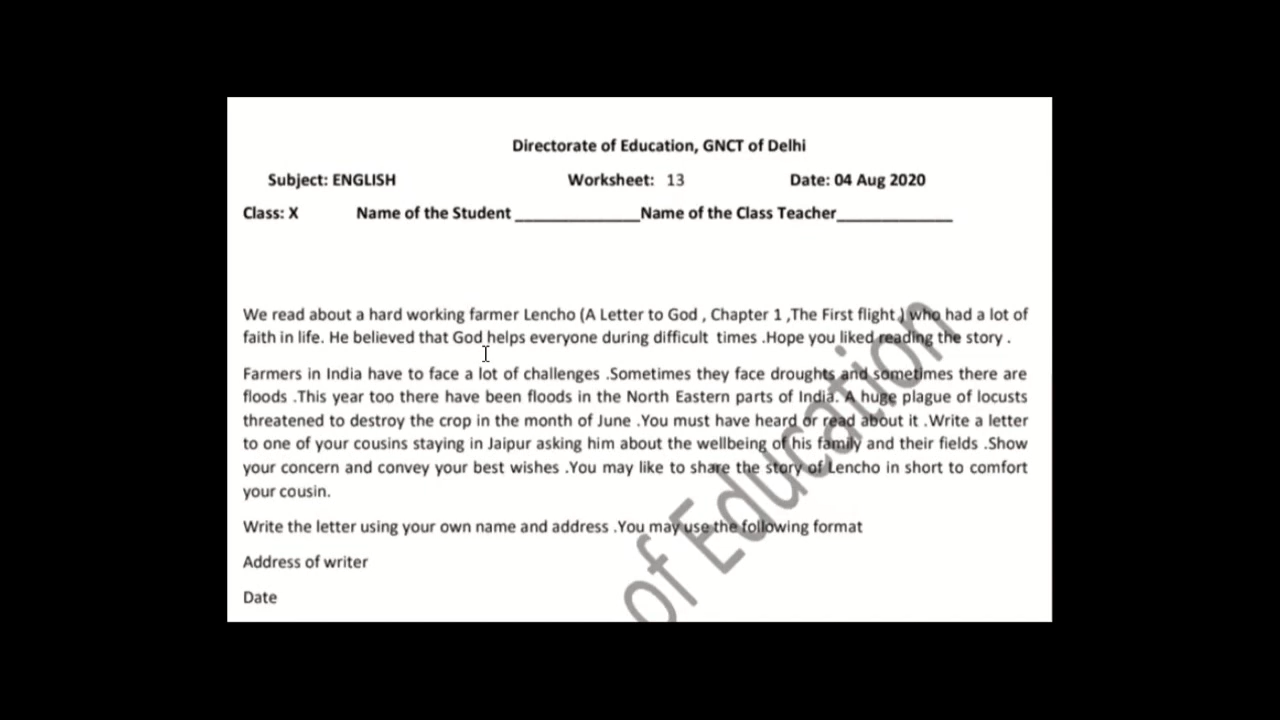 Directorate of Education, GNCT of Delhi
Subject: ENGLISH Worksheet: 13 Date: 04 Aug 2020
Class: X Name of the Student ______________Name of the Class Teacher_____________
We read about a hard working farmer Lencho (A Letter to God , Chapter 1 ,The First flight ) who had a lot of
faith in life. He believed that God helps everyone during difficult times .Hope you liked reading the story .
Farmers in India have to face a lot of challenges .Sometimes they face droughts and sometimes there are
floods .This year too there have been floods in the North Eastern parts of India. A huge plague of locusts
threatened to destroy the crop in the month of June .You must have heard or read about it .Write a letter
to one of your cousins staying in Jaipur asking him about the wellbeing of his family and their fields .Show
your concern and convey your best wishes .You may like to share the story of Lencho in short to comfort
your cousin.
Write the letter using your own name and address .You may use the following format
Address of writer
Date
of Education